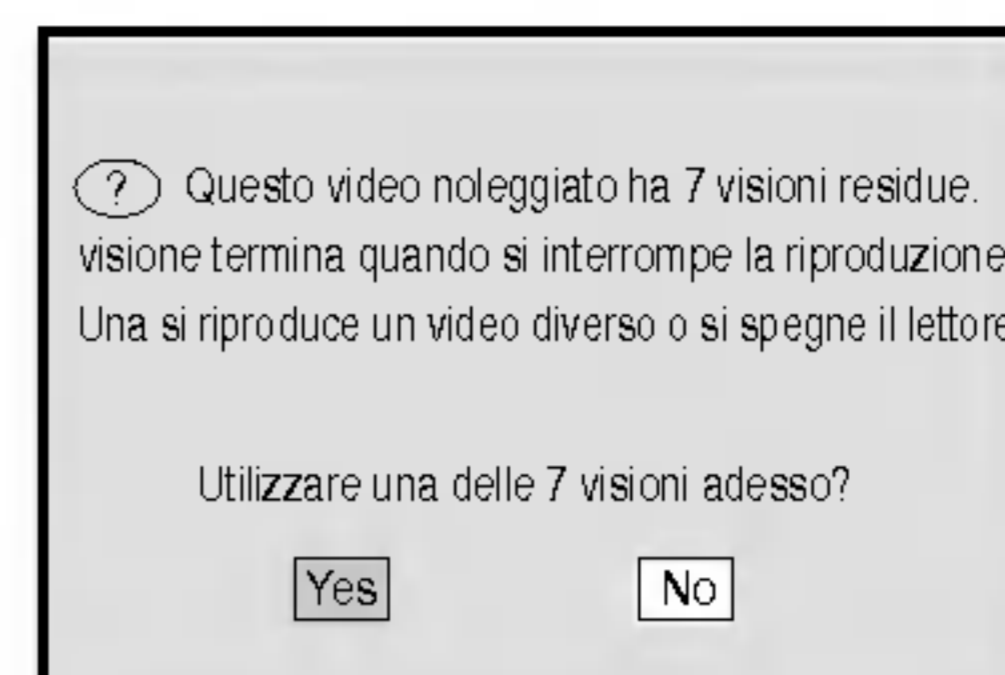 ? Questo video noleggiato ha 7 visioni residue.
visione termina quando si interrompe la riproduzione
Una si riproduce un video diverso o si spegne il lettore
Utilizzare una delle 7 visioni adesso?
Yes No